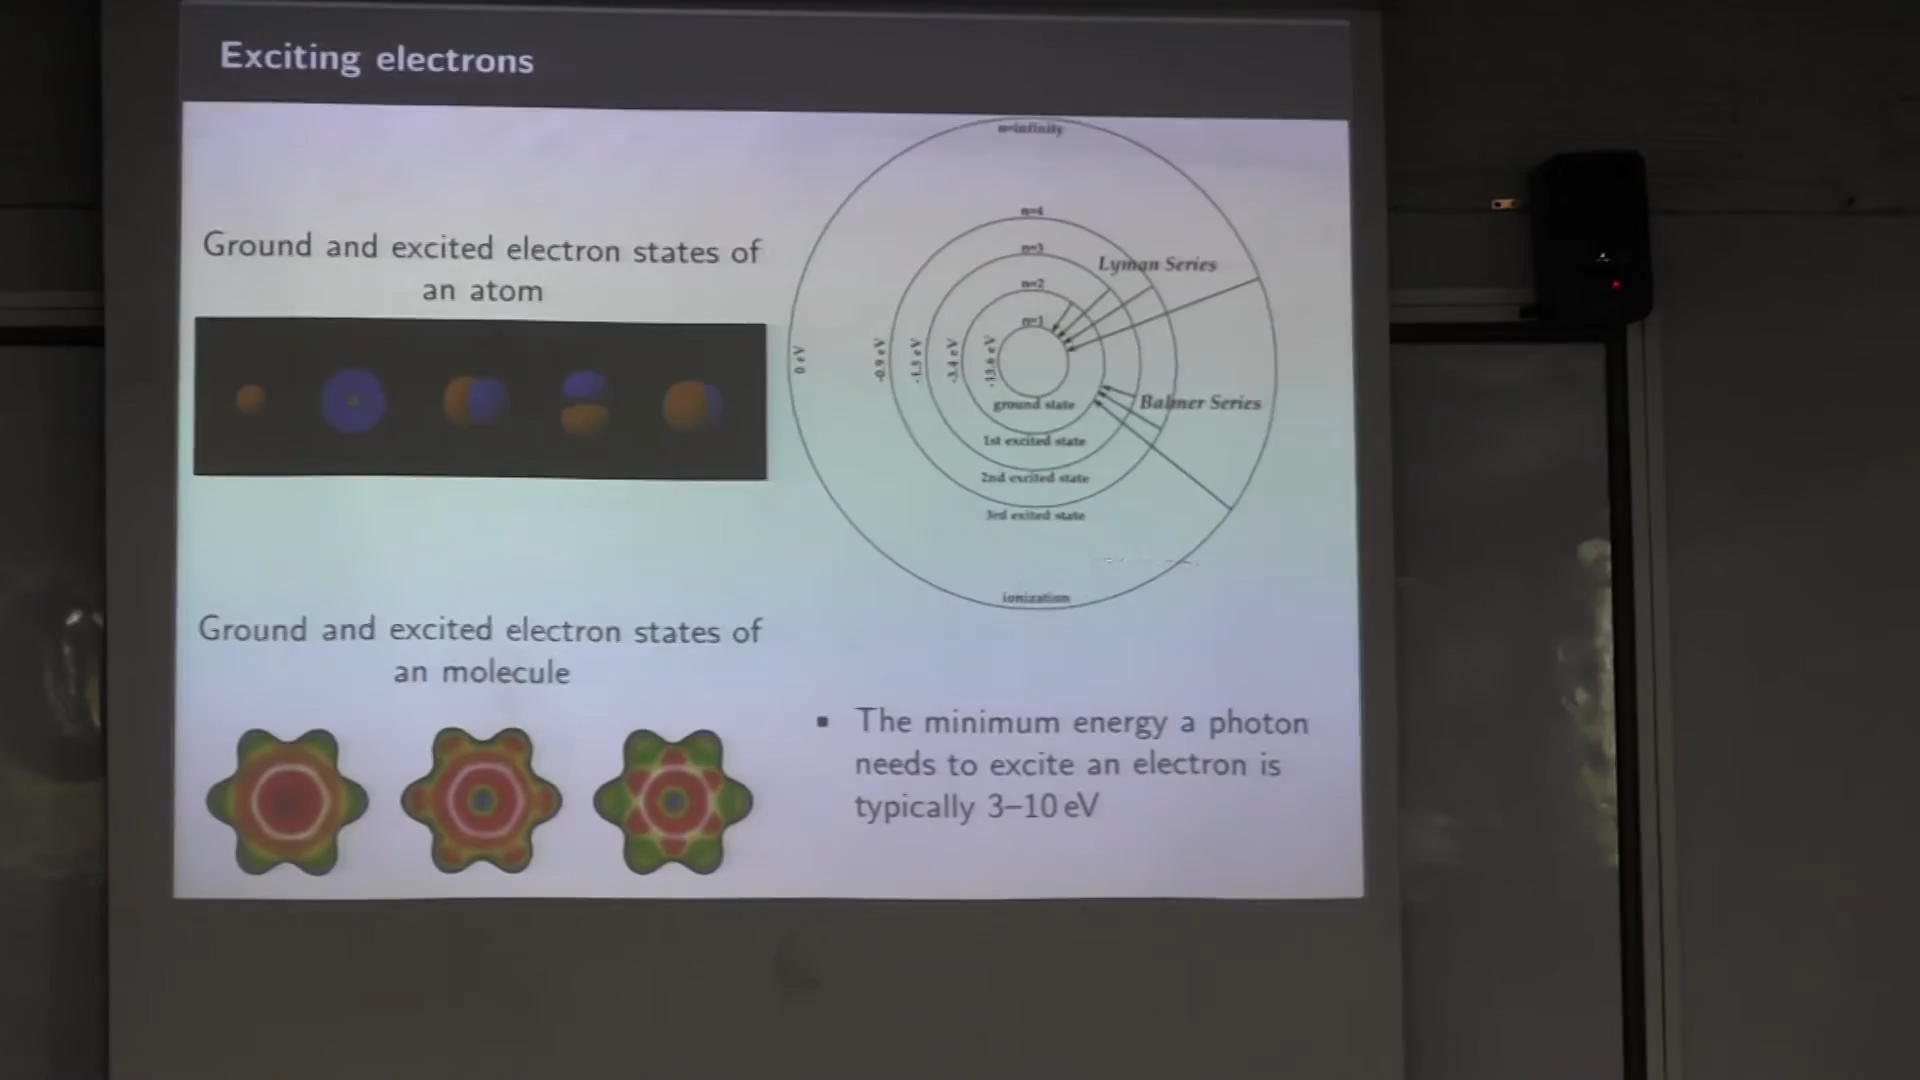 Exciting electrons
Ground and excited electron states of
an atom
n=infinity
n=4
n=3
n=2
n=1
Lyman Series
0 eV
-0.9 eV
-1.5 eV
-3.4 eV
-13.6 eV
ground state
Balmer Series
1st excited state
2nd excited state
3rd exited state
ionization
Ground and excited electron states of
an molecule
▪ The minimum energy a photon
needs to excite an electron is
typically 3–10 eV